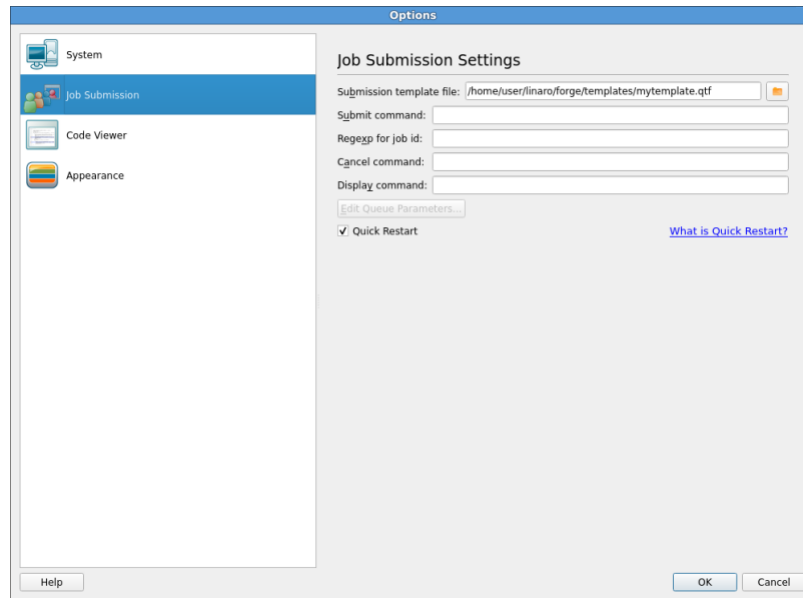 Options
System
Job Submission
Code Viewer
Appearance
Job Submission Settings
Submission template file: /home/user/linaro/forge/templates/mytemplate.qtf
Submit command:
Regexp for job id:
Cancel command:
Display command:
Edit Queue Parameters...
Quick Restart What is Quick Restart?
Help OK Cancel